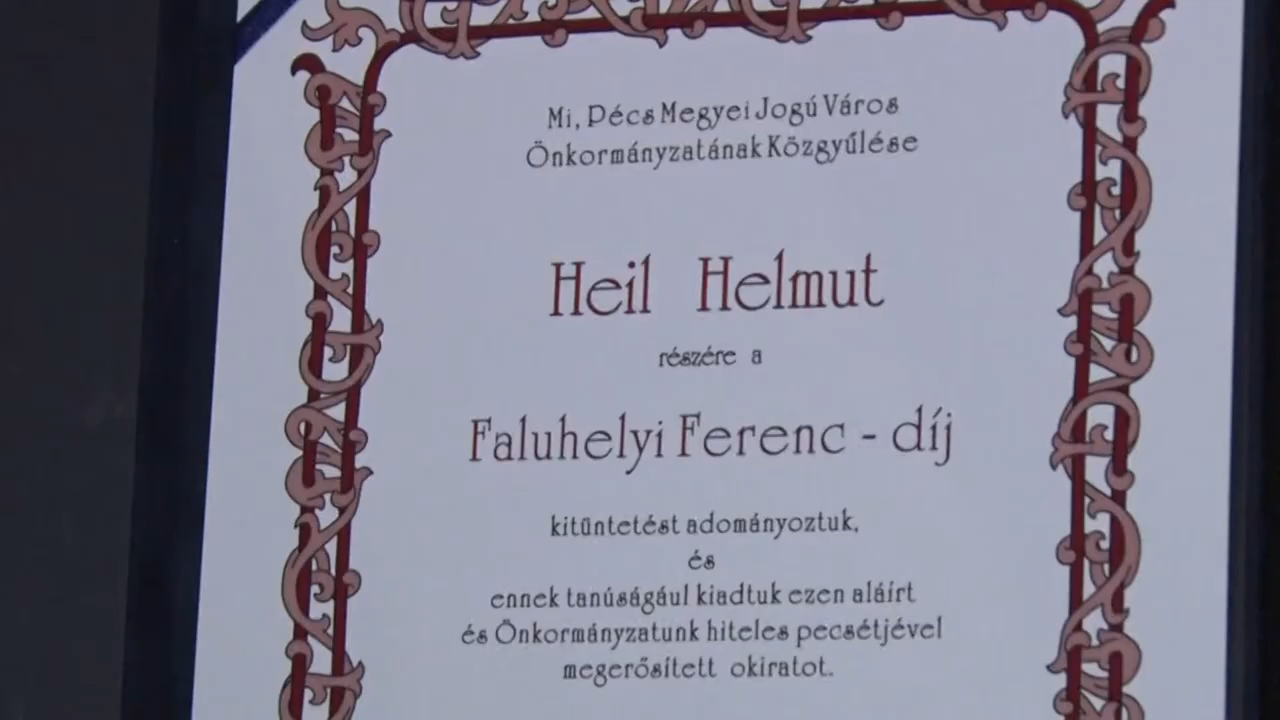 Mi, Pécs Megyei Jogú Város
Önkormányzatának Közgyűlése
Heil Helmut
részére a
Faluhelyi Ferenc - díj
kitüntetést adományoztuk,
és
ennek tanúságául kiadtuk ezen aláírt
és Önkormányzatunk hiteles pecsétjével
megerősített okiratot.